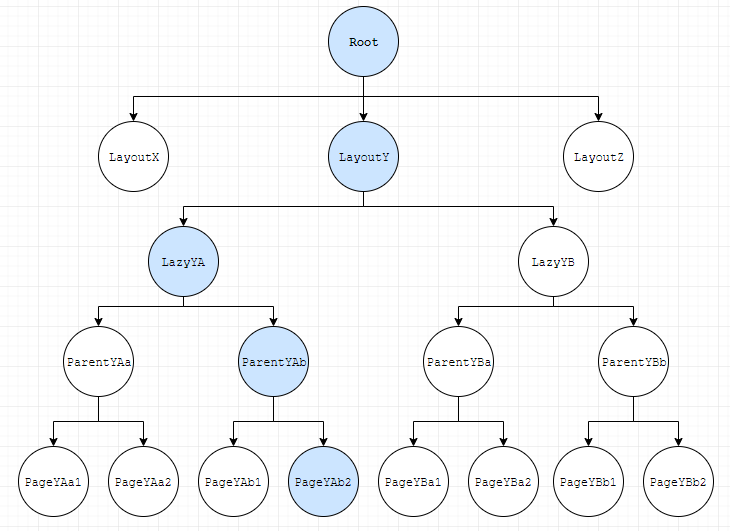 Root
LayoutX
LayoutY
LayoutZ
LazyYA
LazyYB
ParentYAa
ParentYAb
ParentYBa
ParentYBb
PageYAa1
PageYAa2
PageYAb1
PageYAb2
PageYBa1
PageYBa2
PageYBb1
PageYBb2